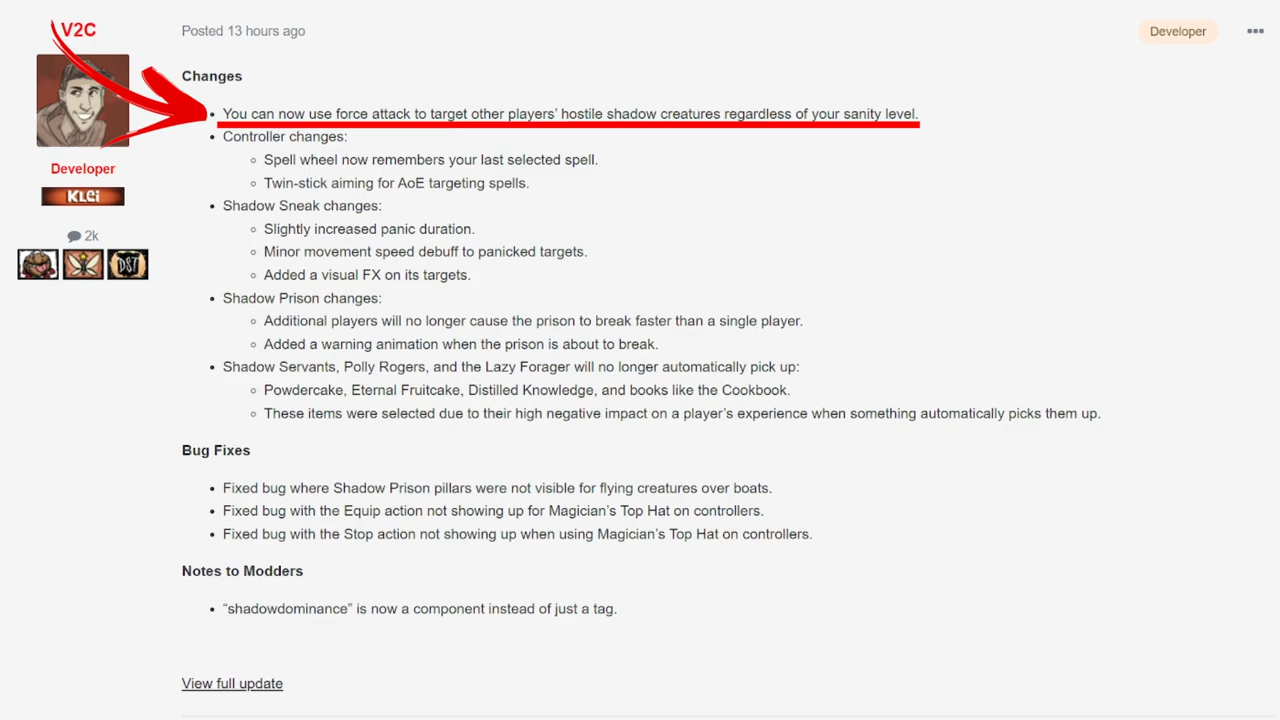 V2C
Posted 13 hours ago
Developer
Changes
You can now use force attack to target other players’ hostile shadow creatures regardless of your sanity level.
Controller changes:
Spell wheel now remembers your last selected spell.
Developer
Twin-stick aiming for AoE targeting spells.
KLei
Shadow Sneak changes:
Slightly increased panic duration.
2k
Minor movement speed debuff to panicked targets.
DST
Added a visual FX on its targets.
Shadow Prison changes:
Additional players will no longer cause the prison to break faster than a single player.
Added a warning animation when the prison is about to break.
Shadow Servants, Polly Rogers, and the Lazy Forager will no longer automatically pick up:
Powdercake, Eternal Fruitcake, Distilled Knowledge, and books like the Cookbook.
These items were selected due to their high negative impact on a player’s experience when something automatically picks them up.
Bug Fixes
Fixed bug where Shadow Prison pillars were not visible for flying creatures over boats.
Fixed bug with the Equip action not showing up for Magician’s Top Hat on controllers.
Fixed bug with the Stop action not showing up when using Magician’s Top Hat on controllers.
Notes to Modders
“shadowdominance” is now a component instead of just a tag.
View full update